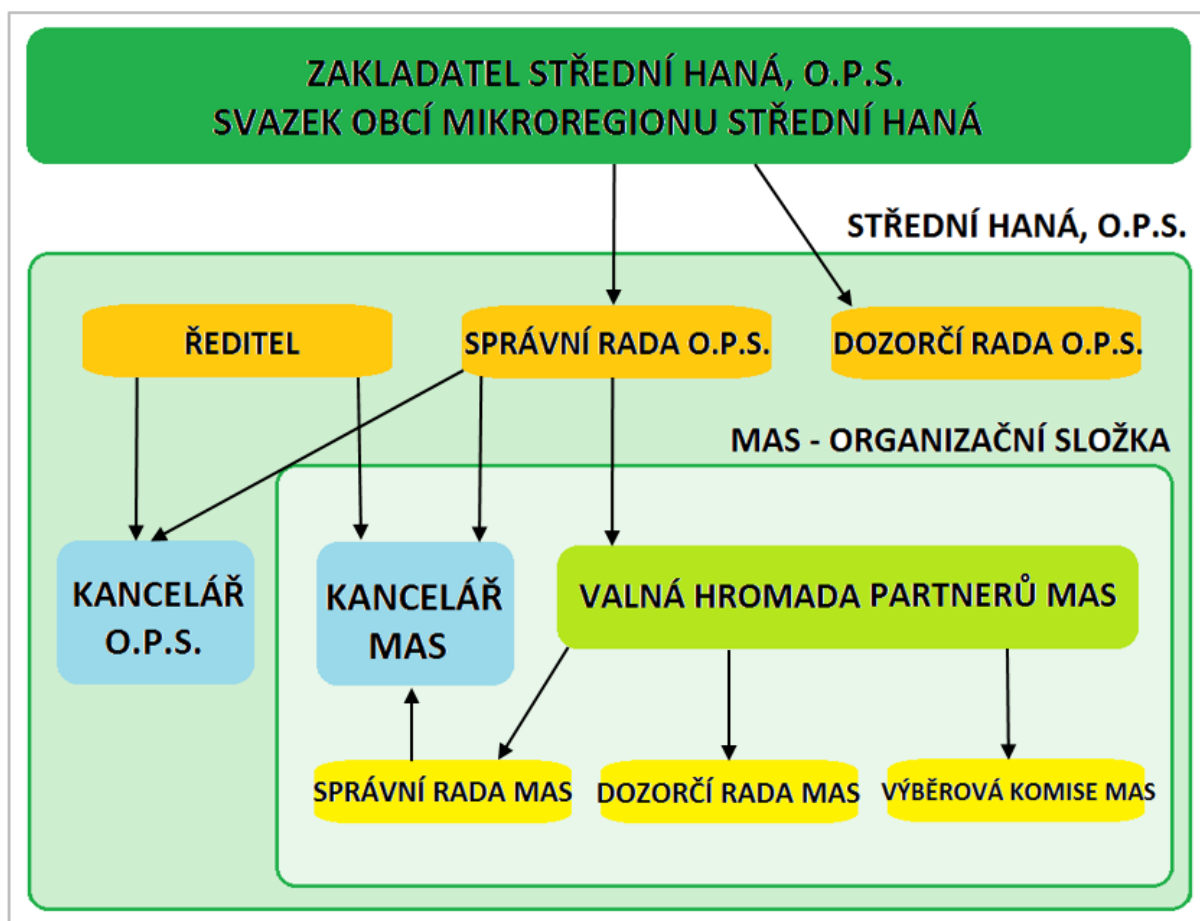 ZAKLADATEL STŘEDNÍ HANÁ, O.P.S.
SVAZEK OBCÍ MIKROREGIONU STŘEDNÍ HANÁ
STŘEDNÍ HANÁ, O.P.S.
ŘEDITEL
SPRÁVNÍ RADA O.P.S.
DOZORČÍ RADA O.P.S.
MAS - ORGANIZAČNÍ SLOŽKA
KANCELÁŘ
O.P.S.
KANCELÁŘ
MAS
VALNÁ HROMADA PARTNERŮ MAS
SPRÁVNÍ RADA MAS
DOZORČÍ RADA MAS
VÝBĚROVÁ KOMISE MAS